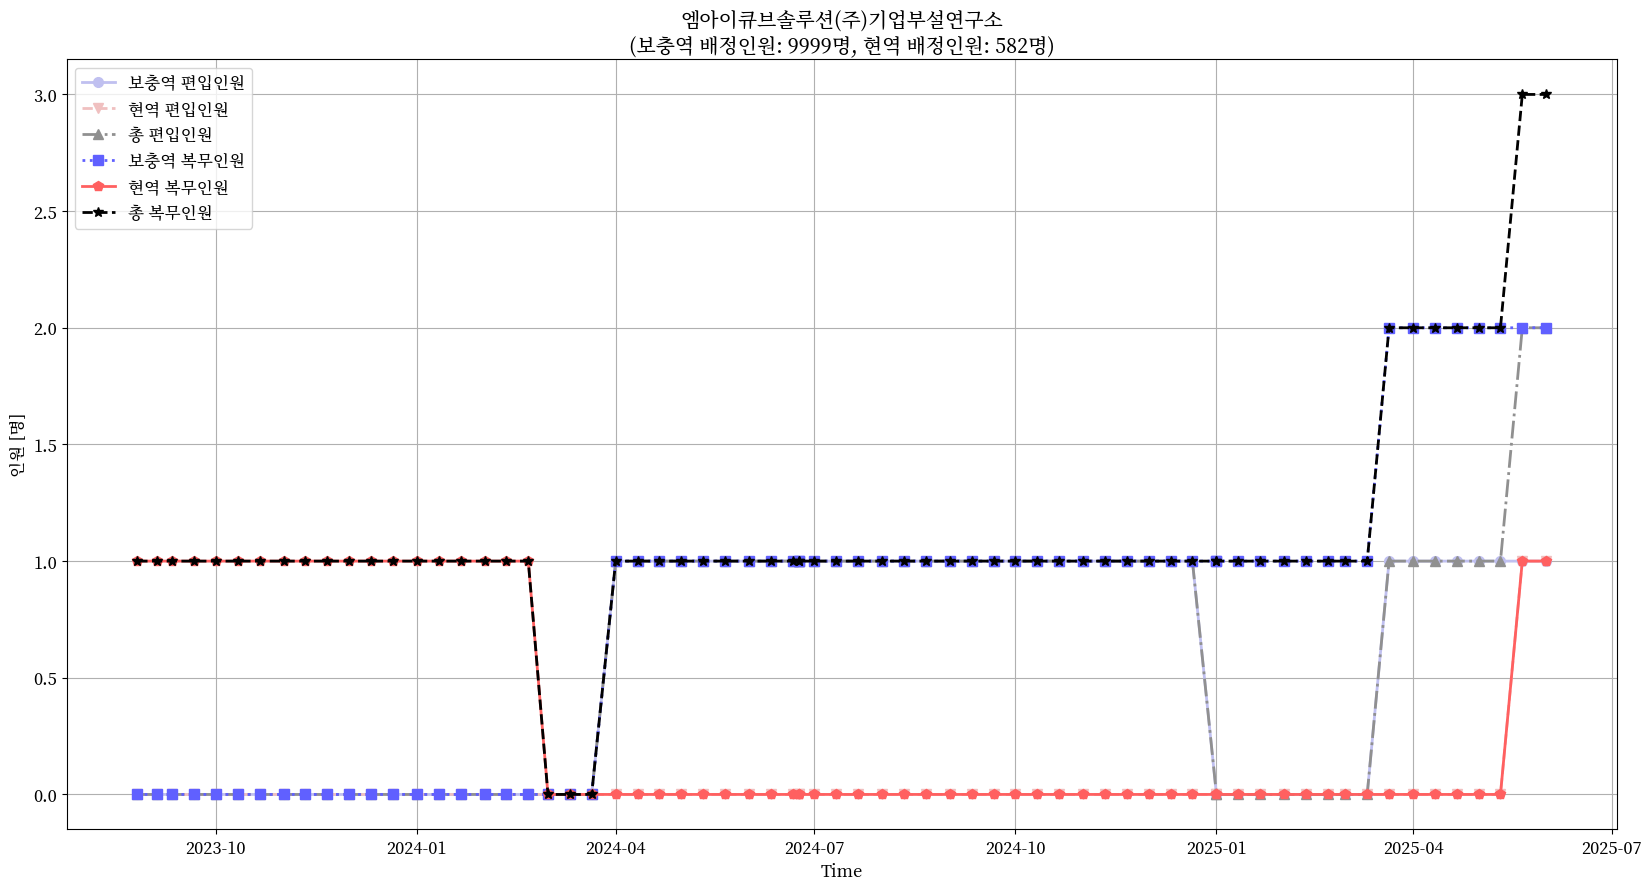 엠아이큐브솔루션(주)기업부설연구소
(보충역 배정인원: 9999명, 현역 배정인원: 582명)
보충역 편입인원
현역 편입인원
총 편입인원
보충역 복무인원
현역 복무인원
총 복무인원
3.0
2.5
2.0
1.5
1.0
0.5
0.0
인원 [명]
2023-10
2024-01
2024-04
2024-07
2024-10
2025-01
2025-04
2025-07
Time